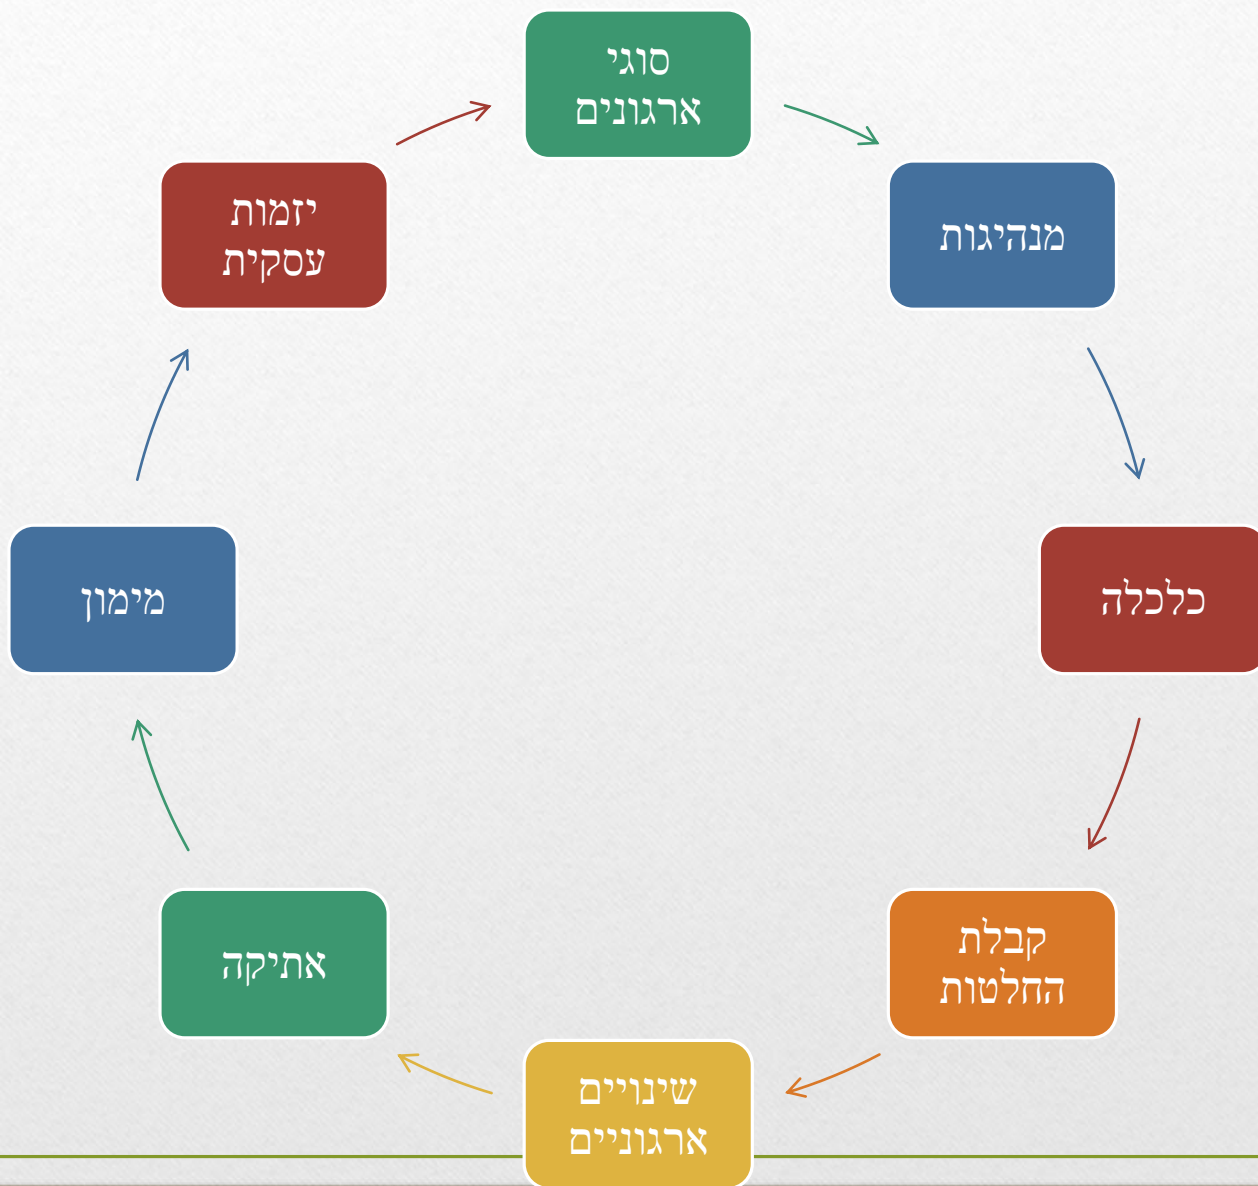 סוגי
ארגונים
מנהיגות
כלכלה
קבלת
החלטות
שינויים
ארגוניים
אתיקה
מימון
יזמות
עסקית